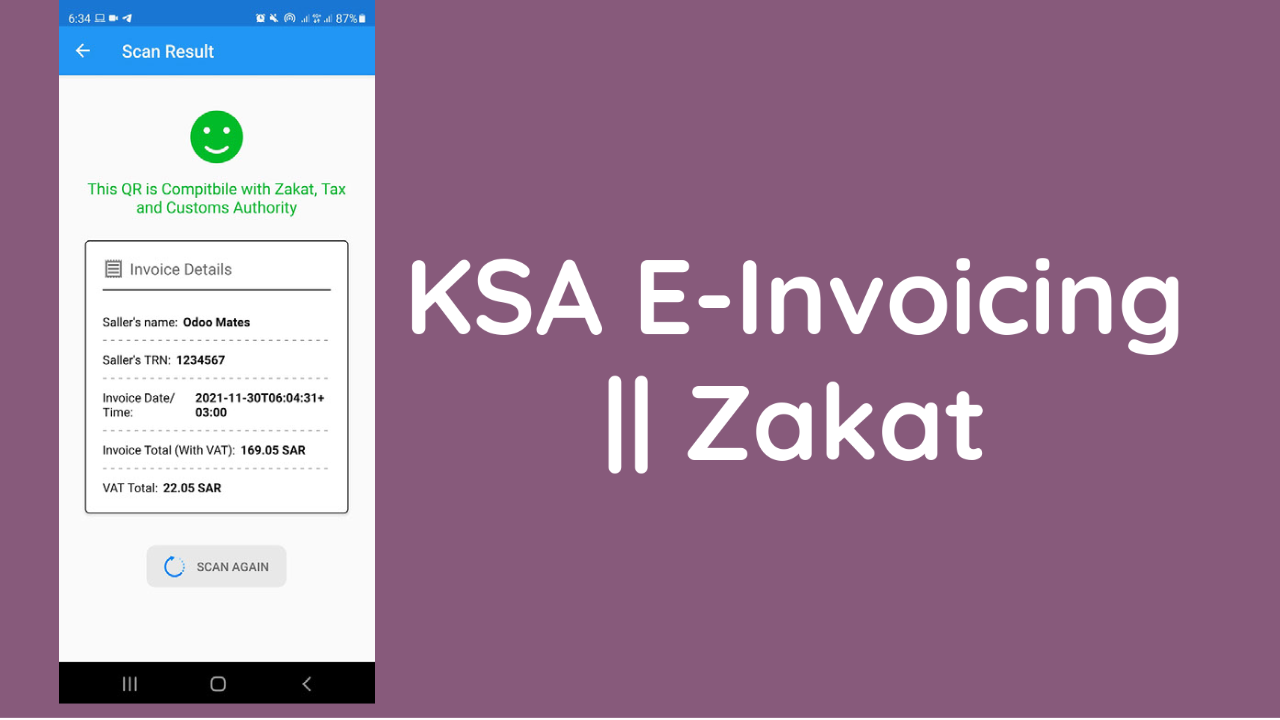 6:34
87%
Scan Result
This QR is Compitbile with Zakat, Tax
and Customs Authority
Invoice Details
Saller's name: Odoo Mates
Saller's TRN: 1234567
Invoice Date/ 2021-11-30T06:04:31+
Time: 03:00
Invoice Total (With VAT): 169.05 SAR
VAT Total: 22.05 SAR
SCAN AGAIN
KSA E-Invoicing
|| Zakat